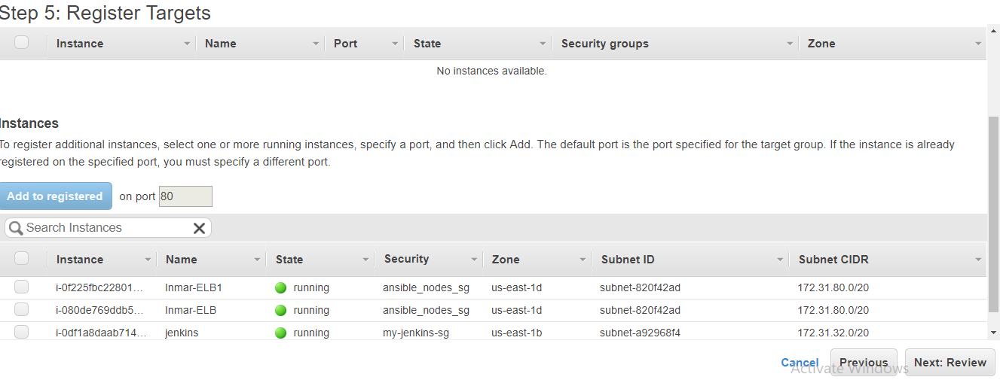 Step 5: Register Targets
Instance Name Port State Security groups Zone
No instances available.
Instances
To register additional instances, select one or more running instances, specify a port, and then click Add. The default port is the port specified for the target group. If the instance is already
registered on the specified port, you must specify a different port.
Add to registered on port 80
Search Instances
Instance Name State Security Zone Subnet ID Subnet CIDR
i-0f225fbc22801... Inmar-ELB1 running ansible_nodes_sg us-east-1d subnet-820f42ad 172.31.80.0/20
i-080de769ddb5... Inmar-ELB running ansible_nodes_sg us-east-1d subnet-820f42ad 172.31.80.0/20
i-0df1a8daab714... jenkins running my-jenkins-sg us-east-1b subnet-a92968f4 172.31.32.0/20
Cancel Previous Next: Review
Activate Windows